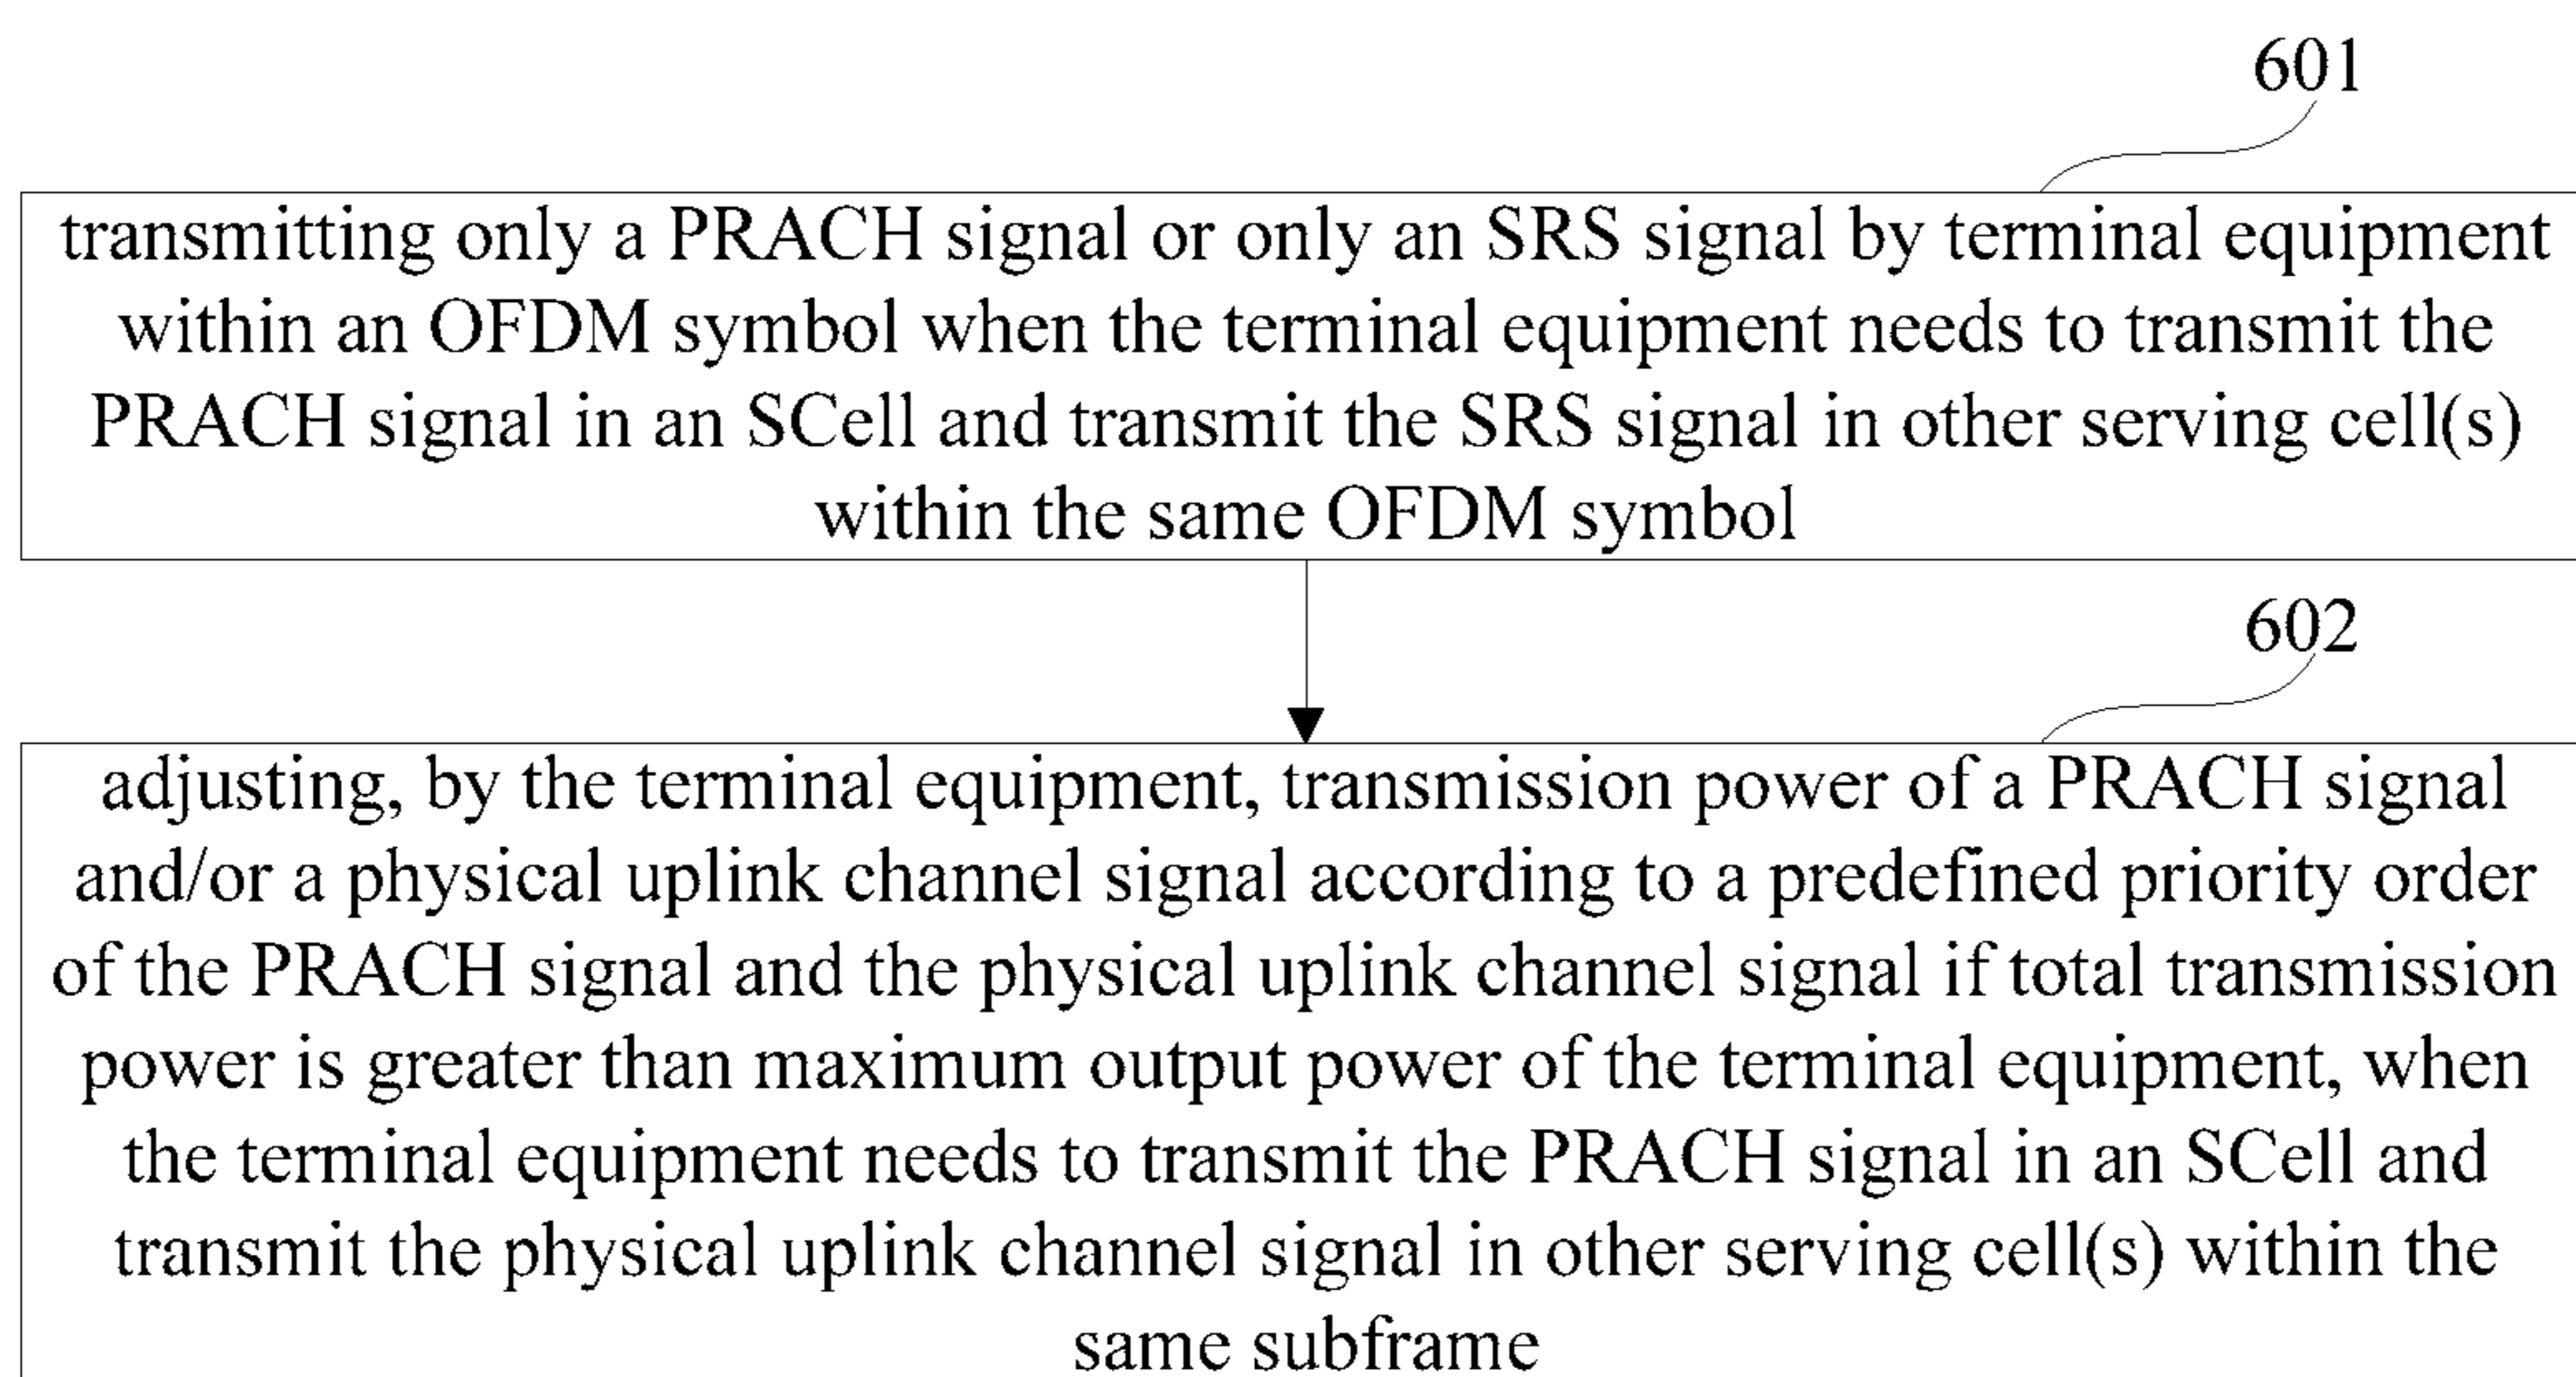 601
transmitting only a PRACH signal or only an SRS signal by terminal equipment
within an OFDM symbol when the terminal equipment needs to transmit the
PRACH signal in an SCell and transmit the SRS signal in other serving cell(s)
within the same OFDM symbol
602
adjusting, by the terminal equipment, transmission power of a PRACH signal
and/or a physical uplink channel signal according to a predefined priority order
of the PRACH signal and the physical uplink channel signal if total transmission
power is greater than maximum output power of the terminal equipment, when
the terminal equipment needs to transmit the PRACH signal in an SCell and
transmit the physical uplink channel signal in other serving cell(s) within the
same subframe